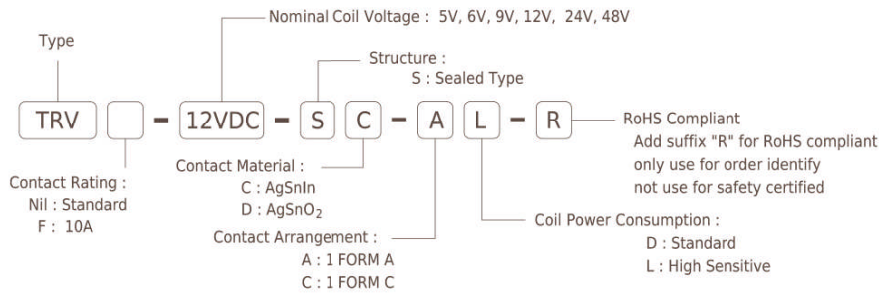 Nominal Coil Voltage : 5V, 6V, 9V, 12V, 24V, 48V
Type
Structure :
S : Sealed Type
TRV - 12VDC - S C - A L - R
RoHS Compliant
Add suffix "R" for RoHS compliant
only use for order identify
not use for safety certified
Contact Rating :
Nil : Standard
F : 10A
Contact Material :
C : AgSnIn
D : AgSnO₂
Contact Arrangement :
A : 1 FORM A
C : 1 FORM C
Coil Power Consumption :
D : Standard
L : High Sensitive